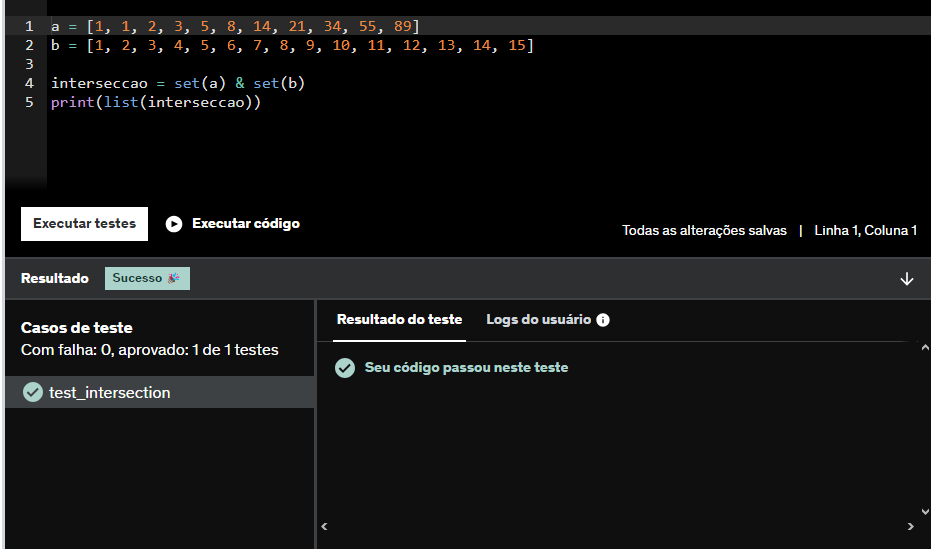 1 a = [1, 1, 2, 3, 5, 8, 14, 21, 34, 55, 89]
2 b = [1, 2, 3, 4, 5, 6, 7, 8, 9, 10, 11, 12, 13, 14, 15]
3
4 interseccao = set(a) & set(b)
5 print(list(interseccao))
Executar testes Executar código
Todas as alterações salvas | Linha 1, Coluna 1
Resultado Sucesso 🎉
Casos de teste
Com falha: 0, aprovado: 1 de 1 testes
test_intersection
Resultado do teste Logs do usuário
Seu código passou neste teste